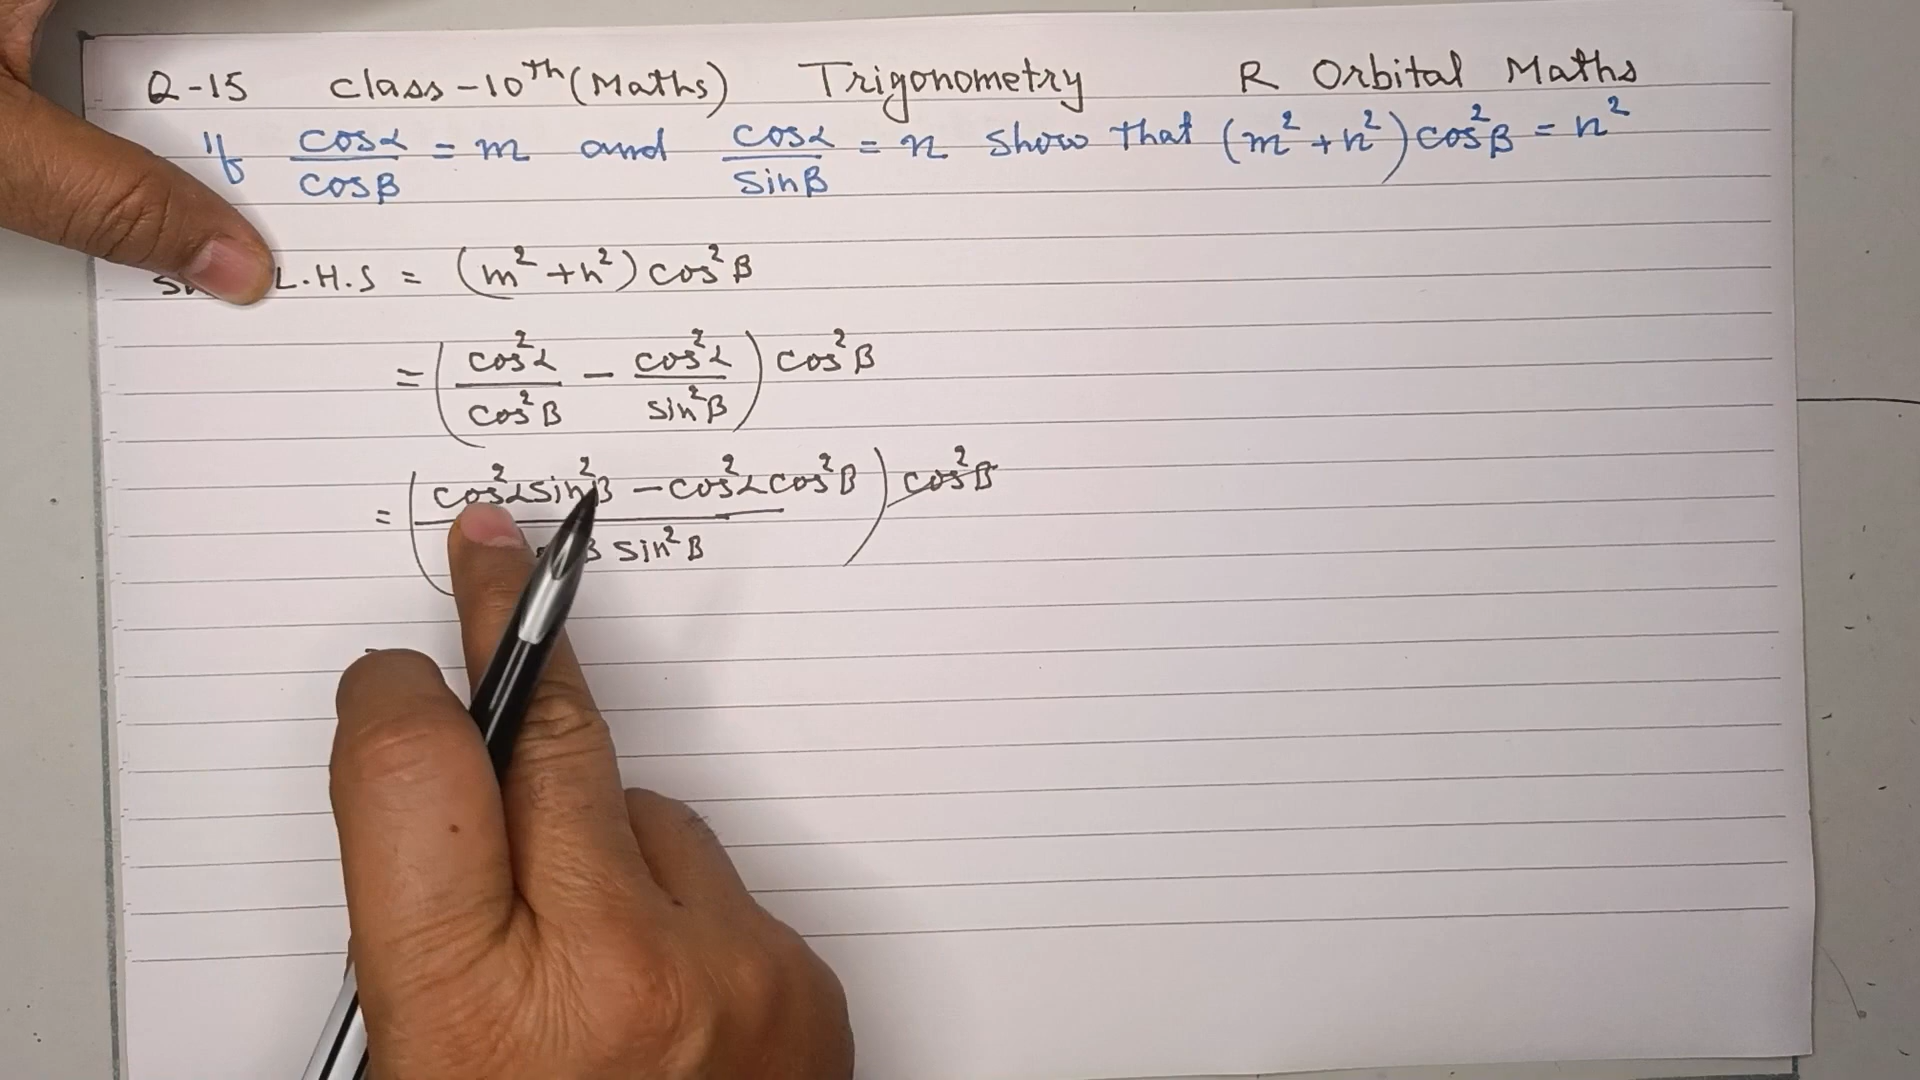 Q-15 Class-10th (Maths) Trigonometry R Orbital Maths
If cosα/cosβ = m and cosα/sinβ = n show that (m² + n²) cos²β = n²
L.H.S = (m² + n²) cos²β
= (cos²α/cos²β - cos²α/sin²β) cos²β
= (cos²α sin²β - cos²α cos²β / β sin²β) cos²β